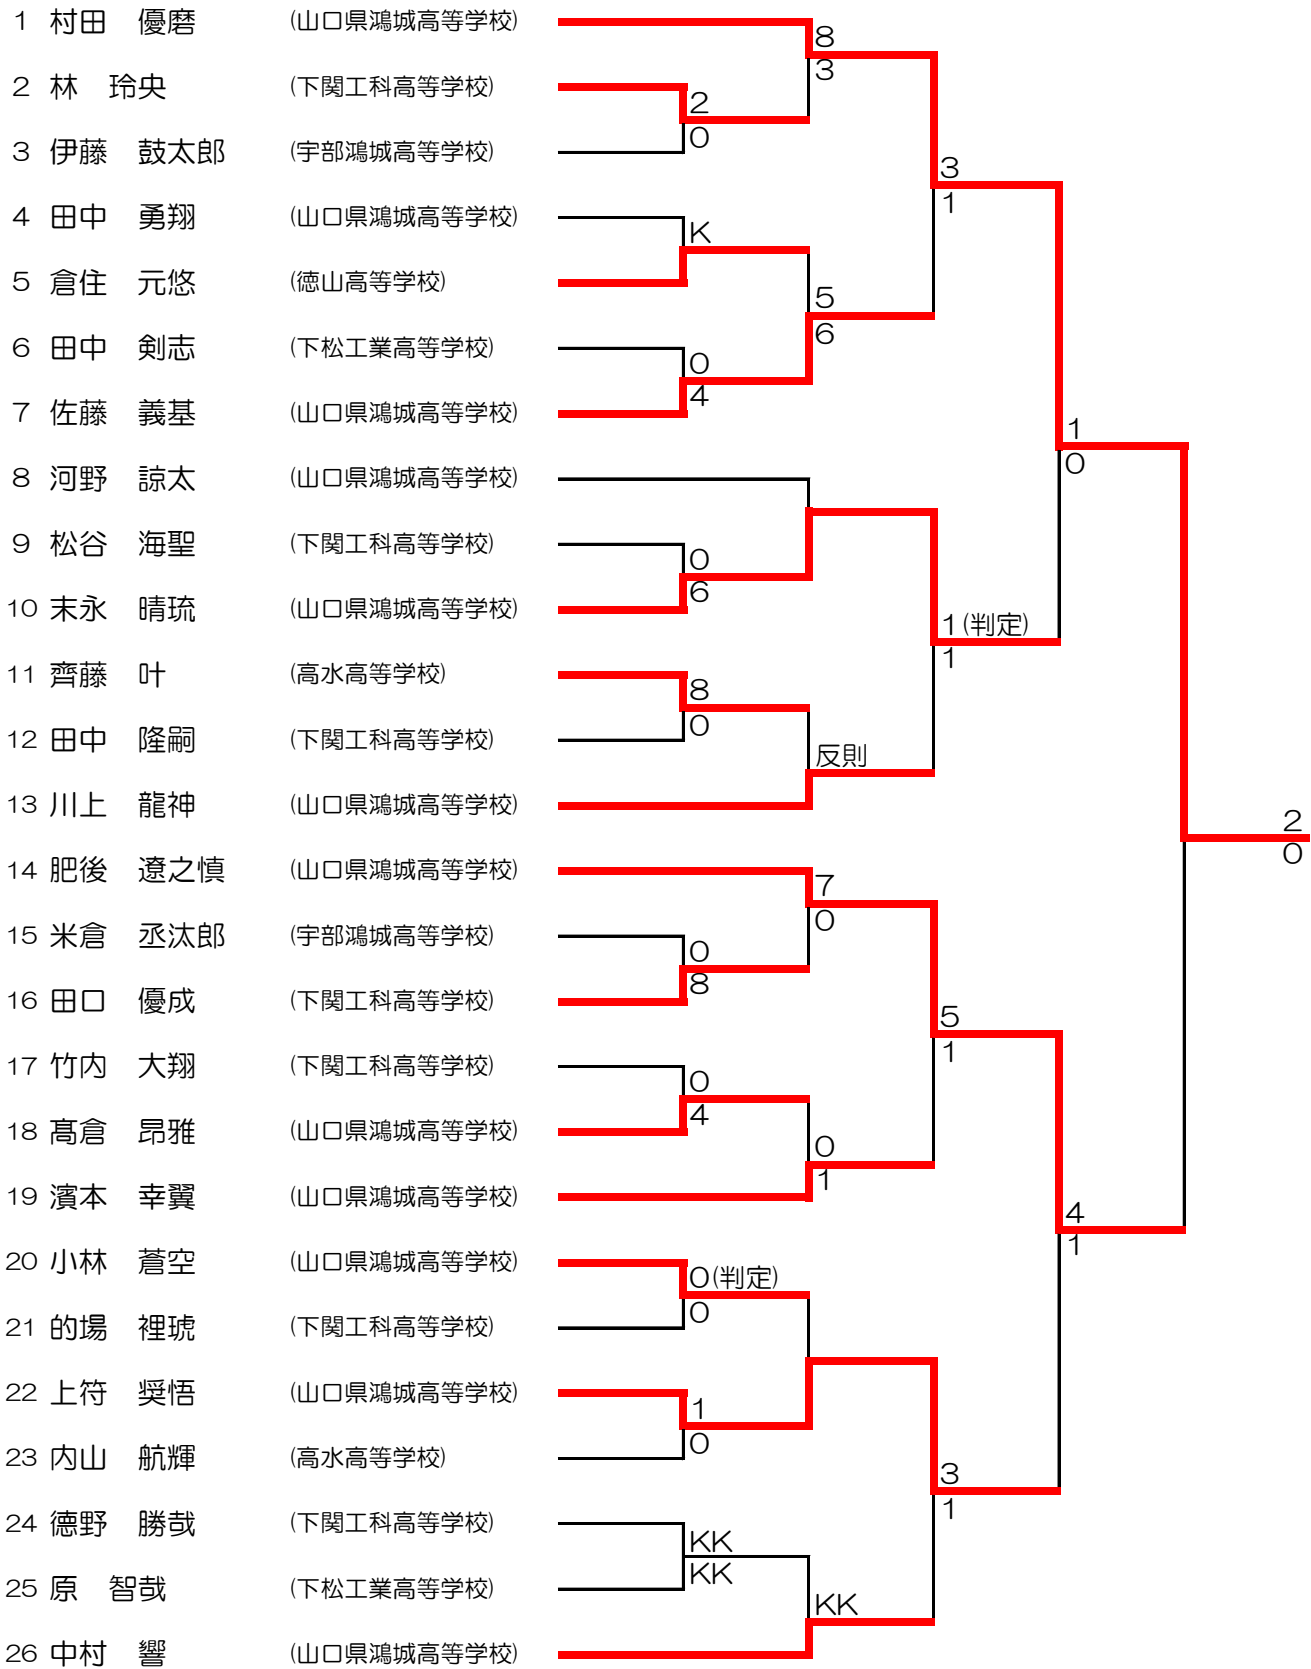 1 村田　優磨 (山口県鴻城高等学校)
8
3
2 林　玲央 (下関工科高等学校)
2
0
3 伊藤　鼓太郎 (宇部鴻城高等学校)
3
1
4 田中　勇翔 (山口県鴻城高等学校)
K
5 倉住　元悠 (徳山高等学校)
5
6
6 田中　剣志 (下松工業高等学校)
0
4
7 佐藤　義基 (山口県鴻城高等学校)
1
0
8 河野　諒太 (山口県鴻城高等学校)
9 松谷　海聖 (下関工科高等学校)
0
6
10 末永　晴琉 (山口県鴻城高等学校)
1(判定)
1
11 齊藤　叶 (高水高等学校)
8
0
12 田中　隆嗣 (下関工科高等学校)
反則
13 川上　龍神 (山口県鴻城高等学校)
2
0
14 肥後　遼之慎 (山口県鴻城高等学校)
7
0
15 米倉　丞汰郎 (宇部鴻城高等学校)
0
8
16 田口　優成 (下関工科高等学校)
5
1
17 竹内　大翔 (下関工科高等学校)
0
4
18 髙倉　昂雅 (山口県鴻城高等学校)
0
1
19 濱本　幸翼 (山口県鴻城高等学校)
4
1
20 小林　蒼空 (山口県鴻城高等学校)
0(判定)
0
21 的場　裡琥 (下関工科高等学校)
22 上符　奨悟 (山口県鴻城高等学校)
1
0
23 内山　航輝 (高水高等学校)
3
1
24 德野　勝哉 (下関工科高等学校)
KK
KK
25 原　智哉 (下松工業高等学校)
KK
26 中村　響 (山口県鴻城高等学校)